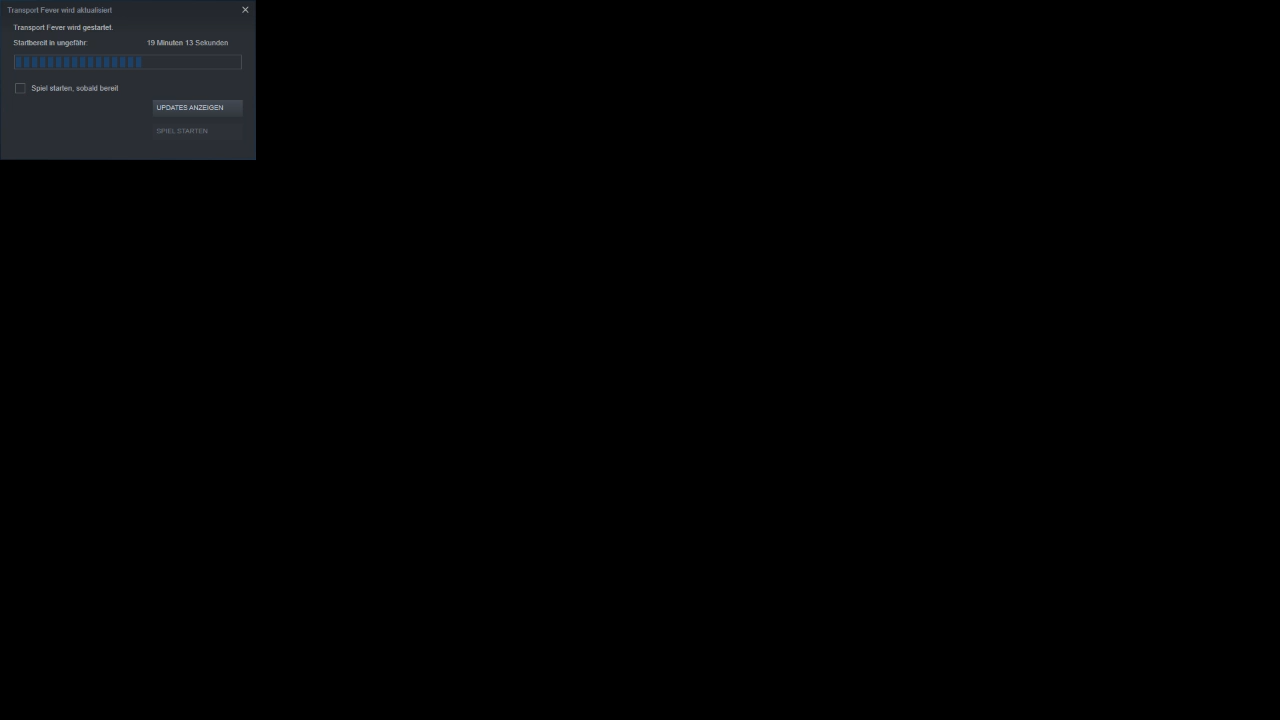 Transport Fever wird aktualisiert
Transport Fever wird gestartet.
Startbereit in ungefähr: 19 Minuten 13 Sekunden
Spiel starten, sobald bereit
UPDATES ANZEIGEN
SPIEL STARTEN